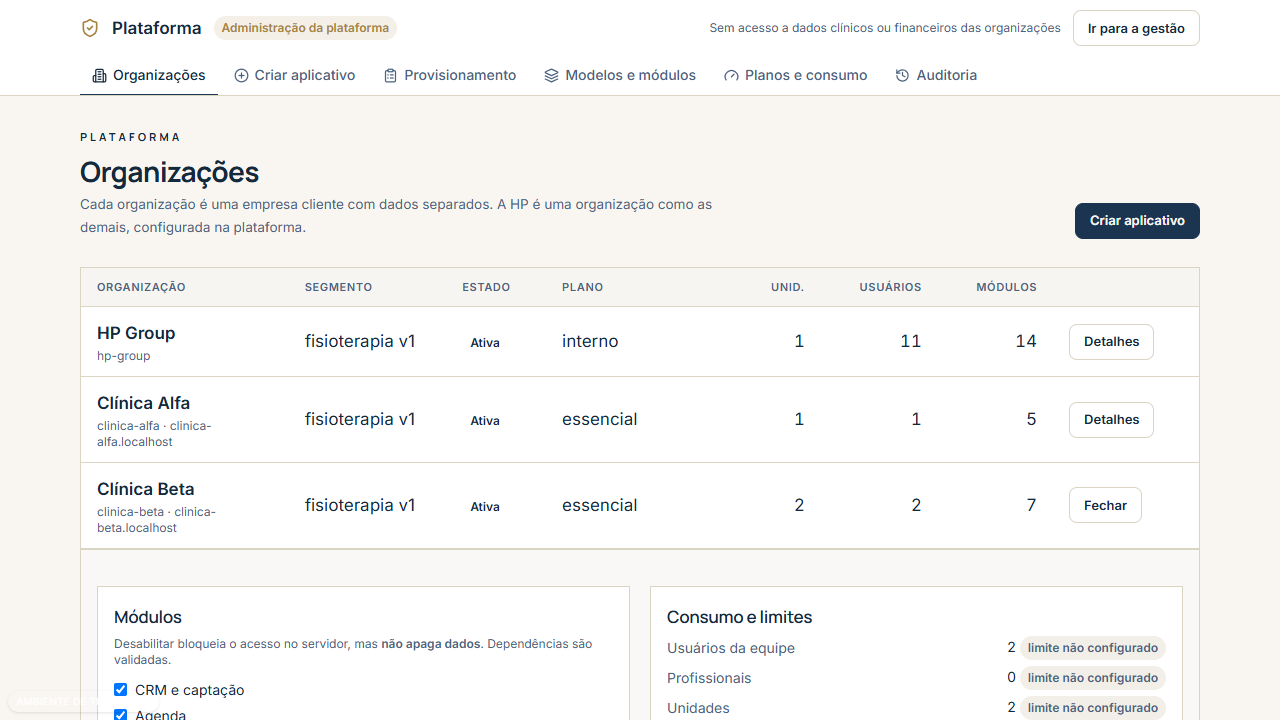 Plataforma
Administração da plataforma
Sem acesso a dados clínicos ou financeiros das organizações
Ir para a gestão
Organizações
Criar aplicativo
Provisionamento
Modelos e módulos
Planos e consumo
Auditoria
PLATAFORMA
Organizações
Cada organização é uma empresa cliente com dados separados. A HP é uma organização como as
demais, configurada na plataforma.
Criar aplicativo
ORGANIZAÇÃO SEGMENTO ESTADO PLANO UNID. USUÁRIOS MÓDULOS
HP Group
hp-group
fisioterapia v1 Ativa interno 1 11 14 Detalhes
Clínica Alfa
clinica-alfa · clinica-
alfa.localhost
fisioterapia v1 Ativa essencial 1 1 5 Detalhes
Clínica Beta
clinica-beta · clinica-
beta.localhost
fisioterapia v1 Ativa essencial 2 2 7 Fechar
Módulos
Desabilitar bloqueia o acesso no servidor, mas não apaga dados. Dependências são
validadas.
CRM e captação
Agenda
Consumo e limites
Usuários da equipe 2 limite não configurado
Profissionais 0 limite não configurado
Unidades 2 limite não configurado
AMBIENTE DE